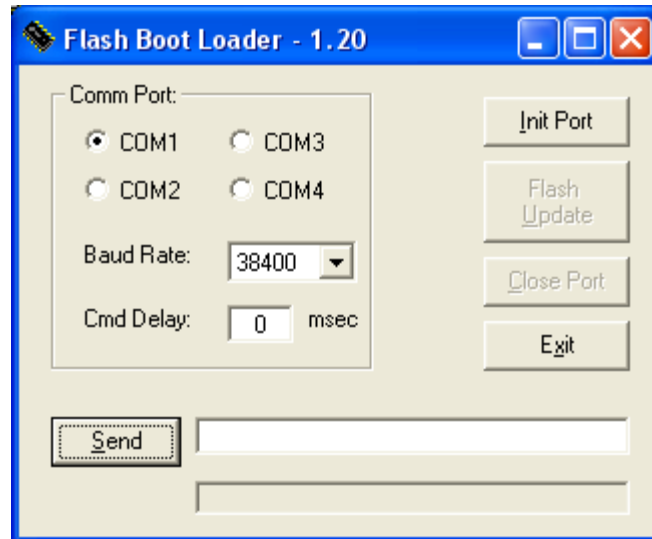 Flash Boot Loader - 1.20
Comm Port:
COM1 COM3
COM2 COM4
Baud Rate: 38400
Cmd Delay: 0 msec
Init Port
Flash
Update
Close Port
Exit
Send